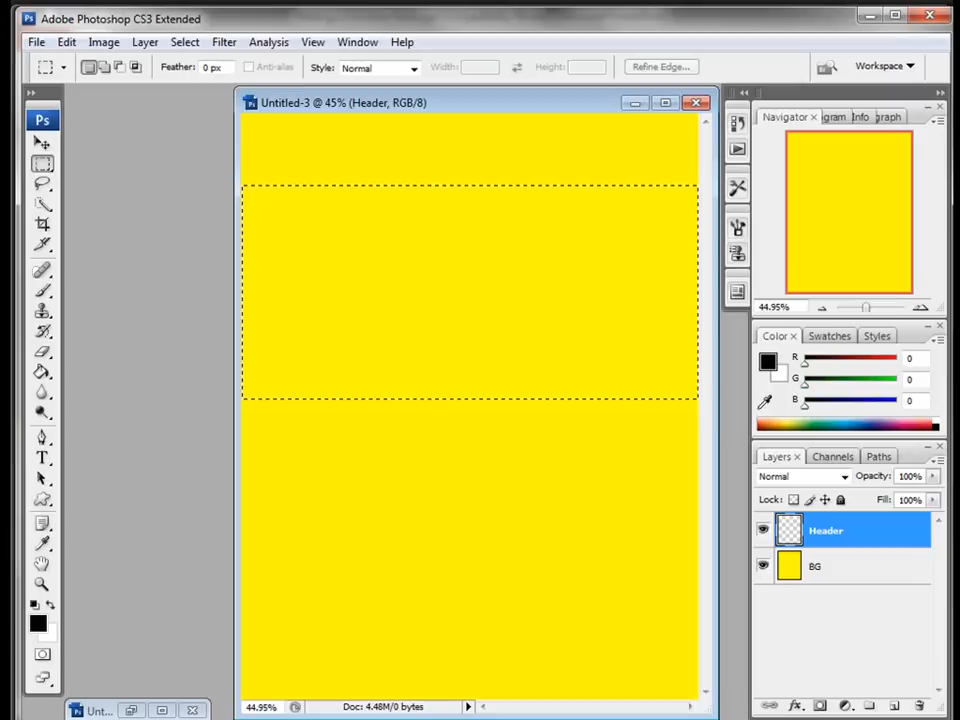 Ps Adobe Photoshop CS3 Extended
File Edit Image Layer Select Filter Analysis View Window Help
Feather: 0 px Anti-alias Style: Normal Width: Height: Refine Edge... Workspace
Ps
Untitled-3 @ 45% (Header, RGB/8)
Navigator gram Info graph
44.95%
Color Swatches Styles
R 0
G 0
B 0
Layers Channels Paths
Normal Opacity: 100%
Lock: Fill: 100%
Header
BG
T
44.95% Doc: 4.48M/0 bytes
Unt...
fx